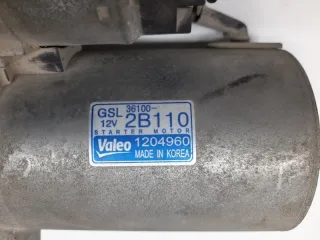 GSL 36100-
12V 2B110
STARTER MOTOR
Valeo 1204960
MADE IN KOREA